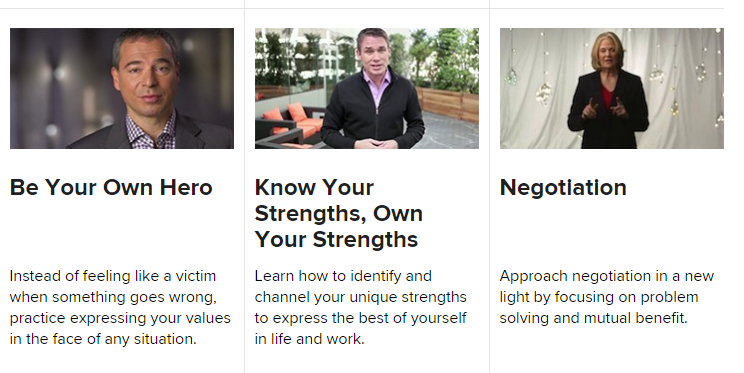 Be Your Own Hero
Instead of feeling like a victim
when something goes wrong,
practice expressing your values
in the face of any situation.
Know Your
Strengths, Own
Your Strengths
Learn how to identify and
channel your unique strengths
to express the best of yourself
in life and work.
Negotiation
Approach negotiation in a new
light by focusing on problem
solving and mutual benefit.